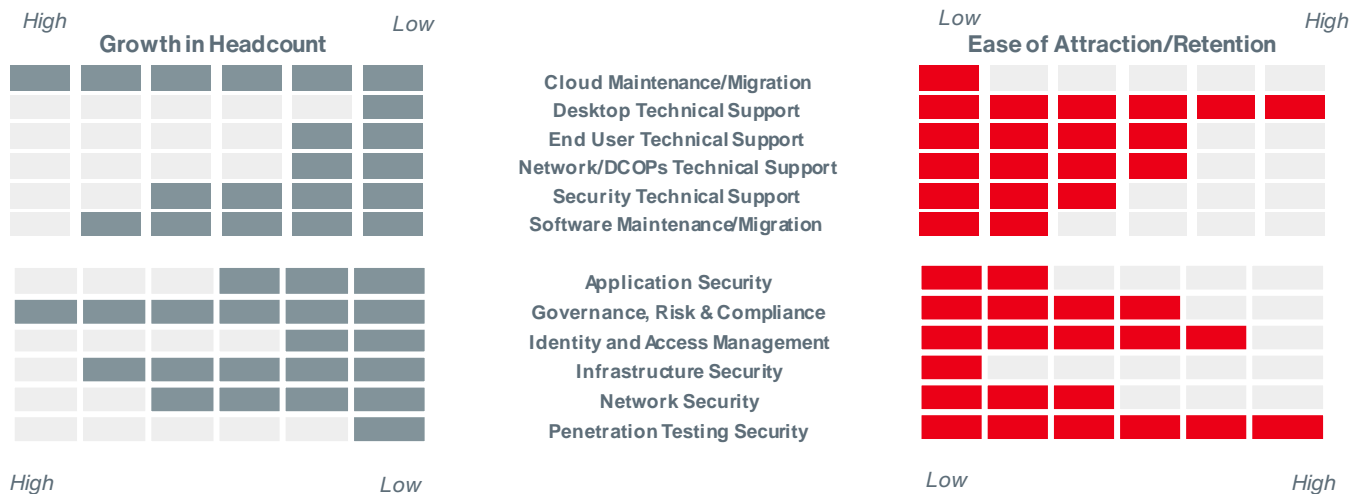 High
Low
Growth in Headcount
Low
High
Ease of Attraction/Retention
Cloud Maintenance/Migration
Desktop Technical Support
End User Technical Support
Network/DCOPs Technical Support
Security Technical Support
Software Maintenance/Migration
Application Security
Governance, Risk & Compliance
Identity and Access Management
Infrastructure Security
Network Security
Penetration Testing Security
High
Low
Low
High